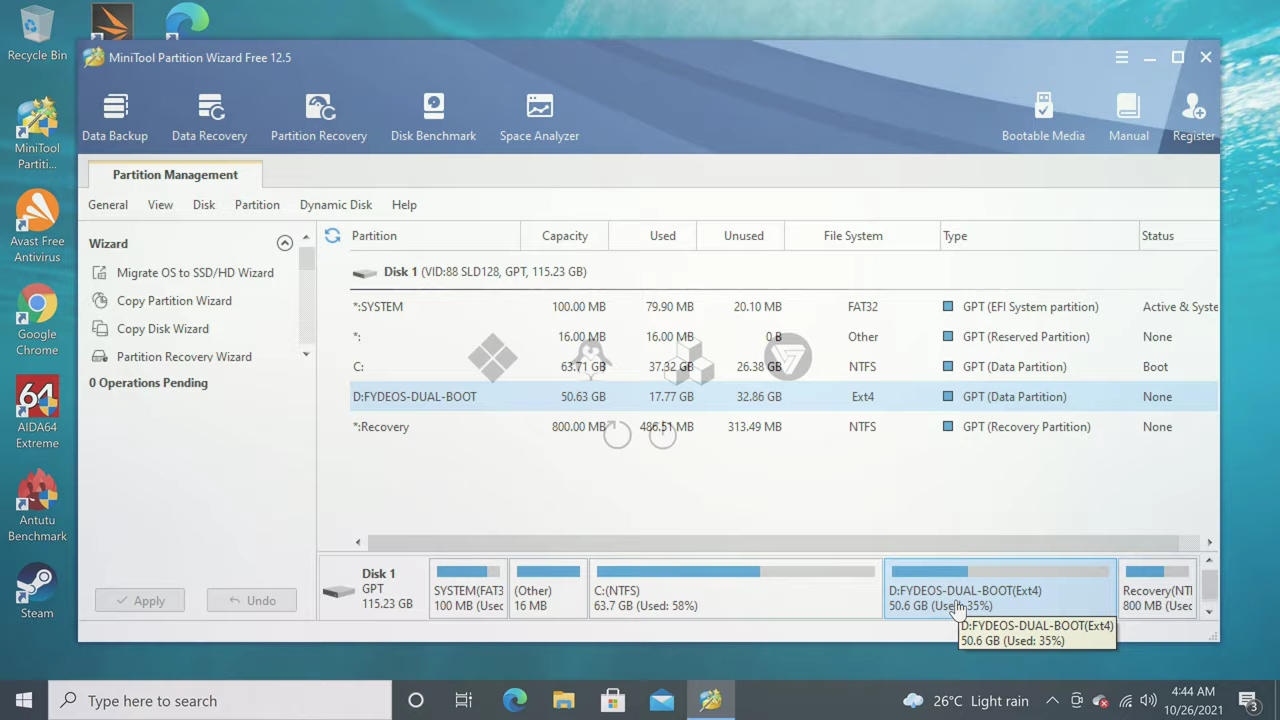 Recycle Bin
MiniTool
Partiti...
Avast Free
Antivirus
Google
Chrome
64
AIDA64
Extreme
Antutu
Benchmark
Steam
MiniTool Partition Wizard Free 12.5
Data Backup
Data Recovery
Partition Recovery
Disk Benchmark
Space Analyzer
Bootable Media
Manual
Register
Partition Management
General View Disk Partition Dynamic Disk Help
Wizard
Migrate OS to SSD/HD Wizard
Copy Partition Wizard
Copy Disk Wizard
Partition Recovery Wizard
0 Operations Pending
Apply
Undo
Partition Capacity Used Unused File System Type Status
Disk 1 (VID:88 SLD128, GPT, 115.23 GB)
*:SYSTEM 100.00 MB 79.90 MB 20.10 MB FAT32 GPT (EFI System partition) Active & Syste
*: 16.00 MB 16.00 MB 0 B Other GPT (Reserved Partition) None
C: 63.71 GB 37.32 GB 26.38 GB NTFS GPT (Data Partition) Boot
D:FYDEOS-DUAL-BOOT 50.63 GB 17.77 GB 32.86 GB Ext4 GPT (Data Partition) None
*:Recovery 800.00 MB 486.51 MB 313.49 MB NTFS GPT (Recovery Partition) None
Disk 1
GPT
115.23 GB
SYSTEM(FAT3
100 MB (Usec
(Other)
16 MB
C:(NTFS)
63.7 GB (Used: 58%)
D:FYDEOS-DUAL-BOOT(Ext4)
50.6 GB (Used: 35%)
Recovery(NTI
800 MB (Usec
D:FYDEOS-DUAL-BOOT(Ext4)
50.6 GB (Used: 35%)
Type here to search
26°C Light rain
4:44 AM
10/26/2021
3